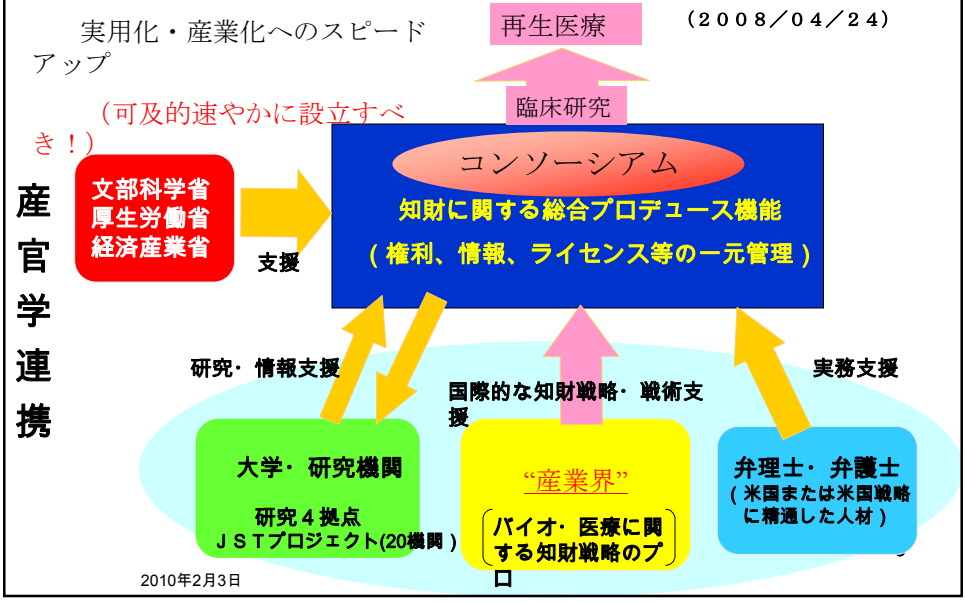 実用化・産業化へのスピード
アップ
(2008/04/24)
再生医療
臨床研究
(可及的速やかに設立すべ
き！)
産官学連携
文部科学省
厚生労働省
経済産業省
支援
コンソーシアム
知財に関する総合プロデュース機能
(権利、情報、ライセンス等の一元管理)
研究・情報支援
国際的な知財戦略・戦術支
援
実務支援
大学・研究機関
研究４拠点
ＪＳＴプロジェクト(20機関)
“産業界”
バイオ・医療に関
する知財戦略のプ
ロ
弁理士・弁護士
(米国または米国戦略
に精通した人材)
2010年2月3日